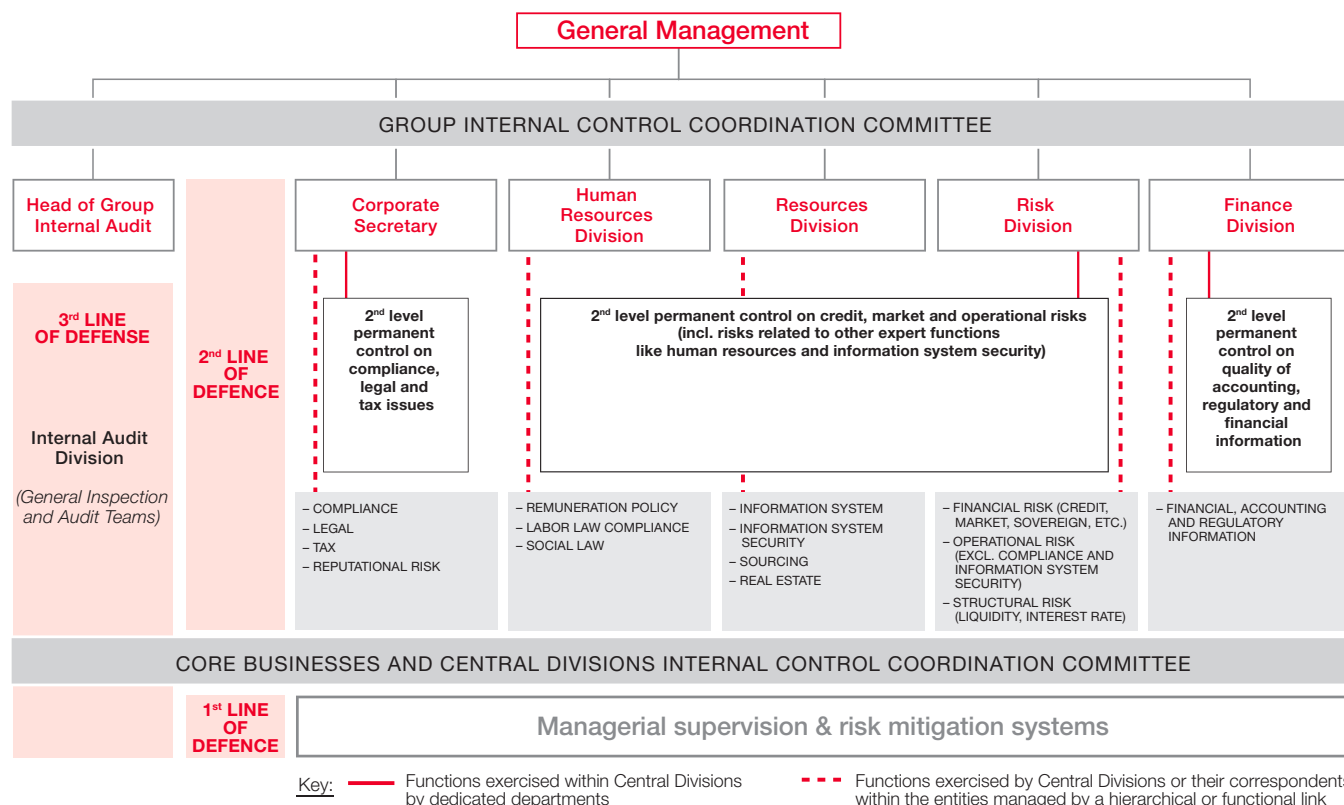 General Management
GROUP INTERNAL CONTROL COORDINATION COMMITTEE
Head of Group
Internal Audit
Corporate
Secretary
Human
Resources
Division
Resources
Division
Risk
Division
Finance
Division
3rd LINE
OF DEFENSE
Internal Audit
Division
(General Inspection
and Audit Teams)
2nd LINE
OF
DEFENCE
2nd level
permanent
control on
compliance,
legal and
tax issues
2nd level permanent control on credit, market and operational risks
(incl. risks related to other expert functions
like human resources and information system security)
2nd level
permanent
control on
quality of
accounting,
regulatory and
financial
information
– COMPLIANCE
– LEGAL
– TAX
– REPUTATIONAL RISK
– REMUNERATION POLICY
– LABOR LAW COMPLIANCE
– SOCIAL LAW
– INFORMATION SYSTEM
– INFORMATION SYSTEM
SECURITY
– SOURCING
– REAL ESTATE
– FINANCIAL RISK (CREDIT,
MARKET, SOVEREIGN, ETC.)
– OPERATIONAL RISK
(EXCL. COMPLIANCE AND
INFORMATION SYSTEM
SECURITY)
– STRUCTURAL RISK
(LIQUIDITY, INTEREST RATE)
– FINANCIAL, ACCOUNTING
AND REGULATORY
INFORMATION
CORE BUSINESSES AND CENTRAL DIVISIONS INTERNAL CONTROL COORDINATION COMMITTEE
1st LINE
OF
DEFENCE
Managerial supervision & risk mitigation systems
Key:
Functions exercised within Central Divisions
by dedicated departments
Functions exercised by Central Divisions or their correspondents
within the entities managed by a hierarchical or functional link